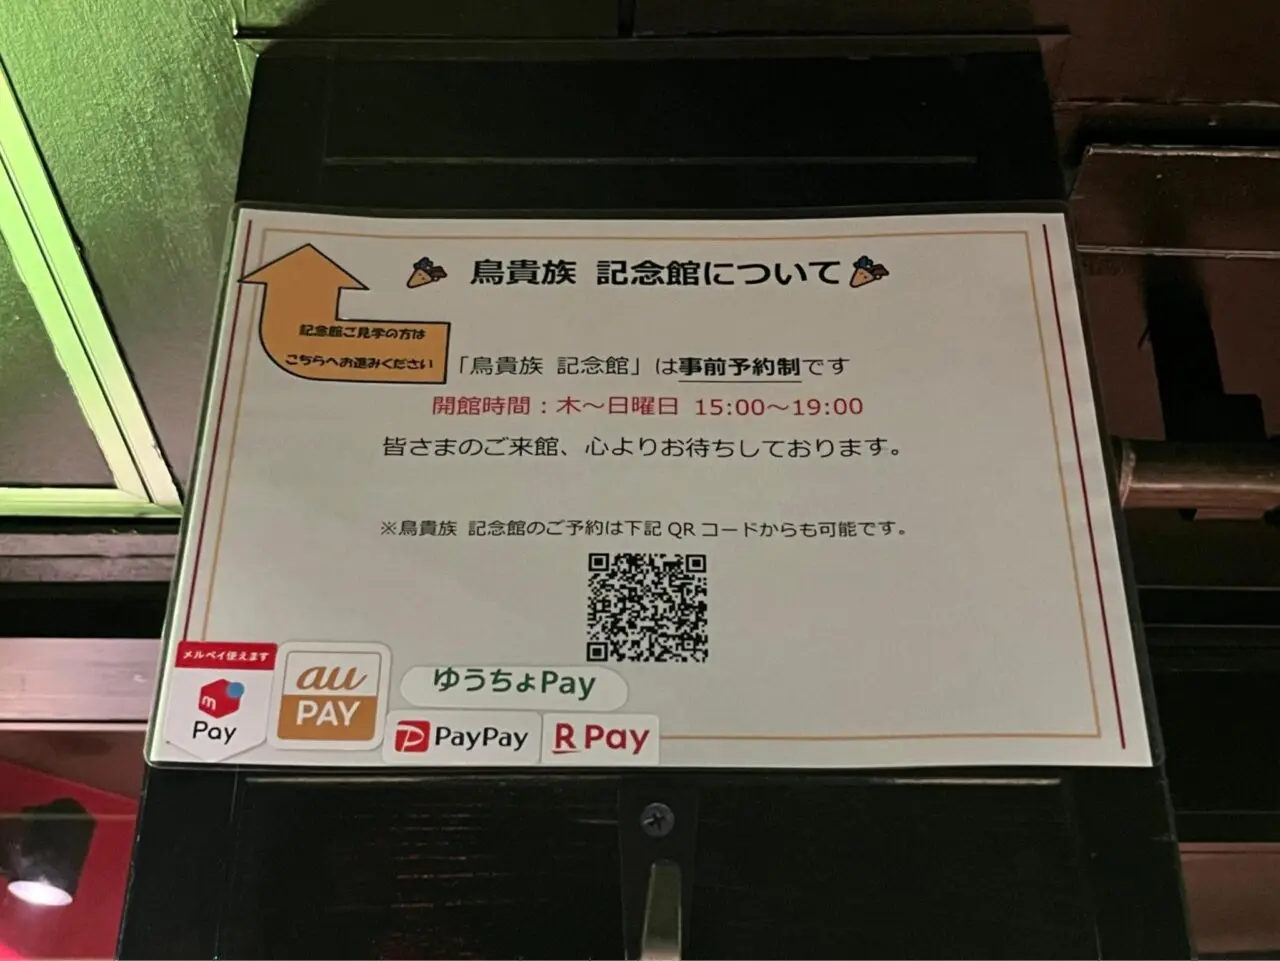 鳥貴族 記念館について
記念館ご見学の方は
こちらへお進みください
「鳥貴族 記念館」は事前予約制です
開館時間：木～日曜日 15:00～19:00
皆さまのご来館、心よりお待ちしております。
※鳥貴族 記念館のご予約は下記QRコードからも可能です。
メルペイ使えます
m
Pay
au
PAY
ゆうちょPay
PayPay
R Pay